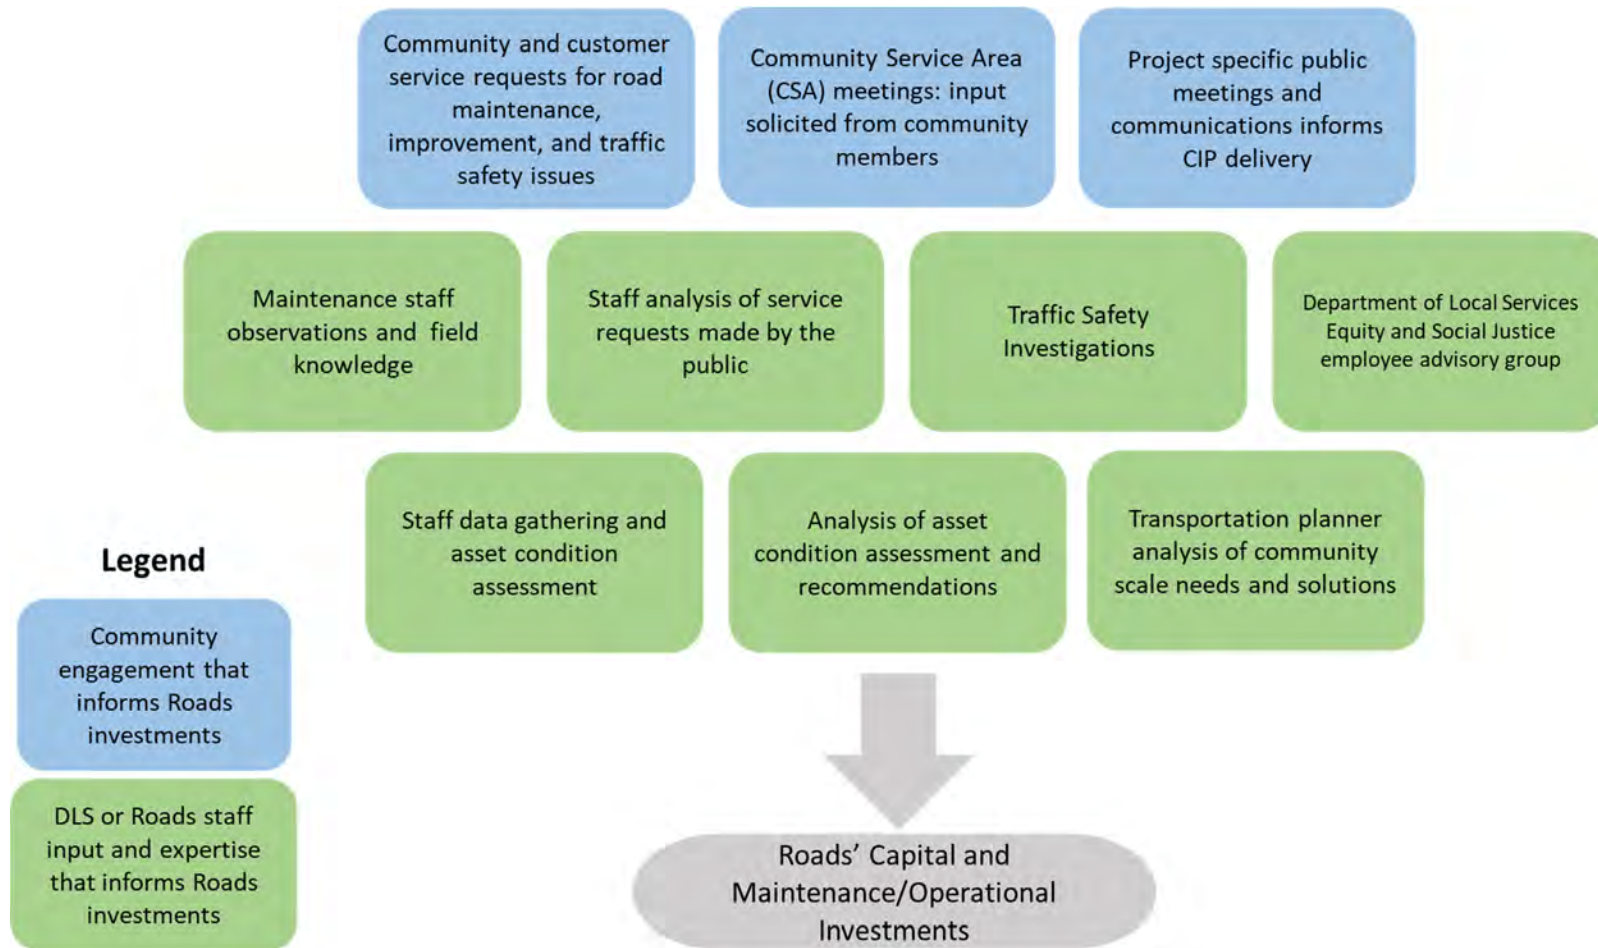 Community and customer
service requests for road
maintenance,
improvement, and traffic
safety issues
Community Service Area
(CSA) meetings: input
solicited from community
members
Project specific public
meetings and
communications informs
CIP delivery
Maintenance staff
observations and field
knowledge
Staff analysis of service
requests made by the
public
Traffic Safety
Investigations
Department of Local Services
Equity and Social Justice
employee advisory group
Staff data gathering and
asset condition
assessment
Analysis of asset
condition assessment and
recommendations
Transportation planner
analysis of community
scale needs and solutions
Legend
Community
engagement that
informs Roads
investments
DLS or Roads staff
input and expertise
that informs Roads
investments
Roads’ Capital and
Maintenance/Operational
Investments